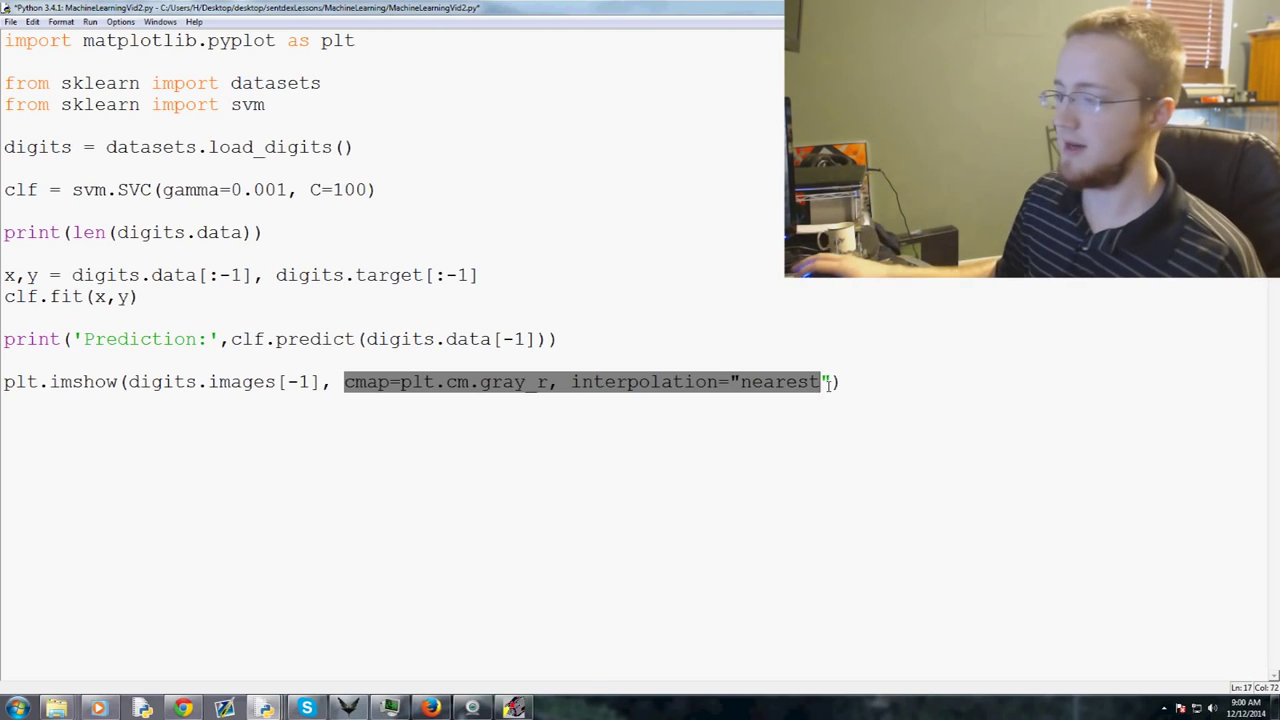 *Python 3.4.1: MachineLearningVid2.py - C:/Users/H/Desktop/desktop/sentdexLessons/MachineLearning/MachineLearningVid2.py*
File Edit Format Run Options Windows Help
import matplotlib.pyplot as plt
from sklearn import datasets
from sklearn import svm
digits = datasets.load_digits()
clf = svm.SVC(gamma=0.001, C=100)
print(len(digits.data))
x,y = digits.data[:-1], digits.target[:-1]
clf.fit(x,y)
print('Prediction:',clf.predict(digits.data[-1]))
plt.imshow(digits.images[-1], cmap=plt.cm.gray_r, interpolation="nearest")
Ln: 17 Col: 72
9:00 AM
12/12/2014